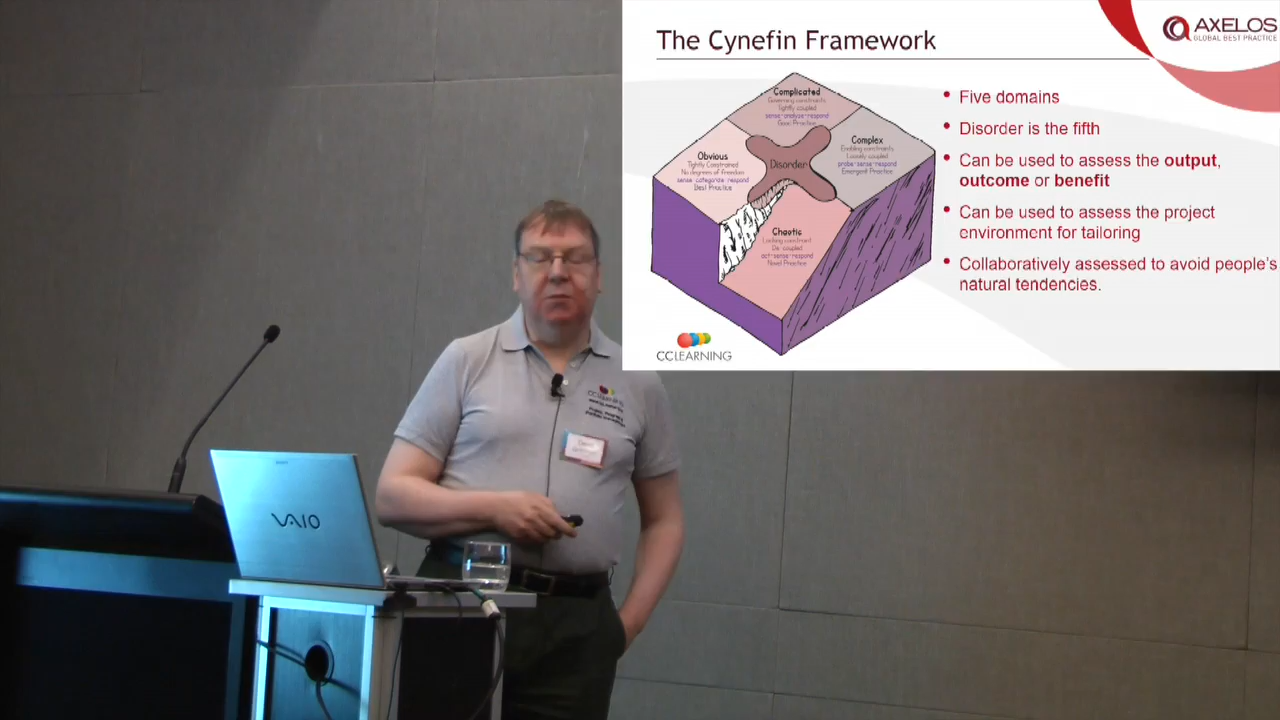 The Cynefin Framework
AXELOS
GLOBAL BEST PRACTICE
Complicated
Governing constraints
Tightly coupled
sense-analyze-respond
Good Practice
Complex
Enabling constraints
Loosely coupled
probe-sense-respond
Emergent Practice
Obvious
Tightly Constrained
No degrees of freedom
sense-categorise-respond
Best Practice
Disorder
Chaotic
Lacking constraint
De-coupled
act-sense-respond
Novel Practice
• Five domains
• Disorder is the fifth
• Can be used to assess the output,
outcome or benefit
• Can be used to assess the project
environment for tailoring
• Collaboratively assessed to avoid people's
natural tendencies.
CCLEARNING
CCLEARNING
VAIO